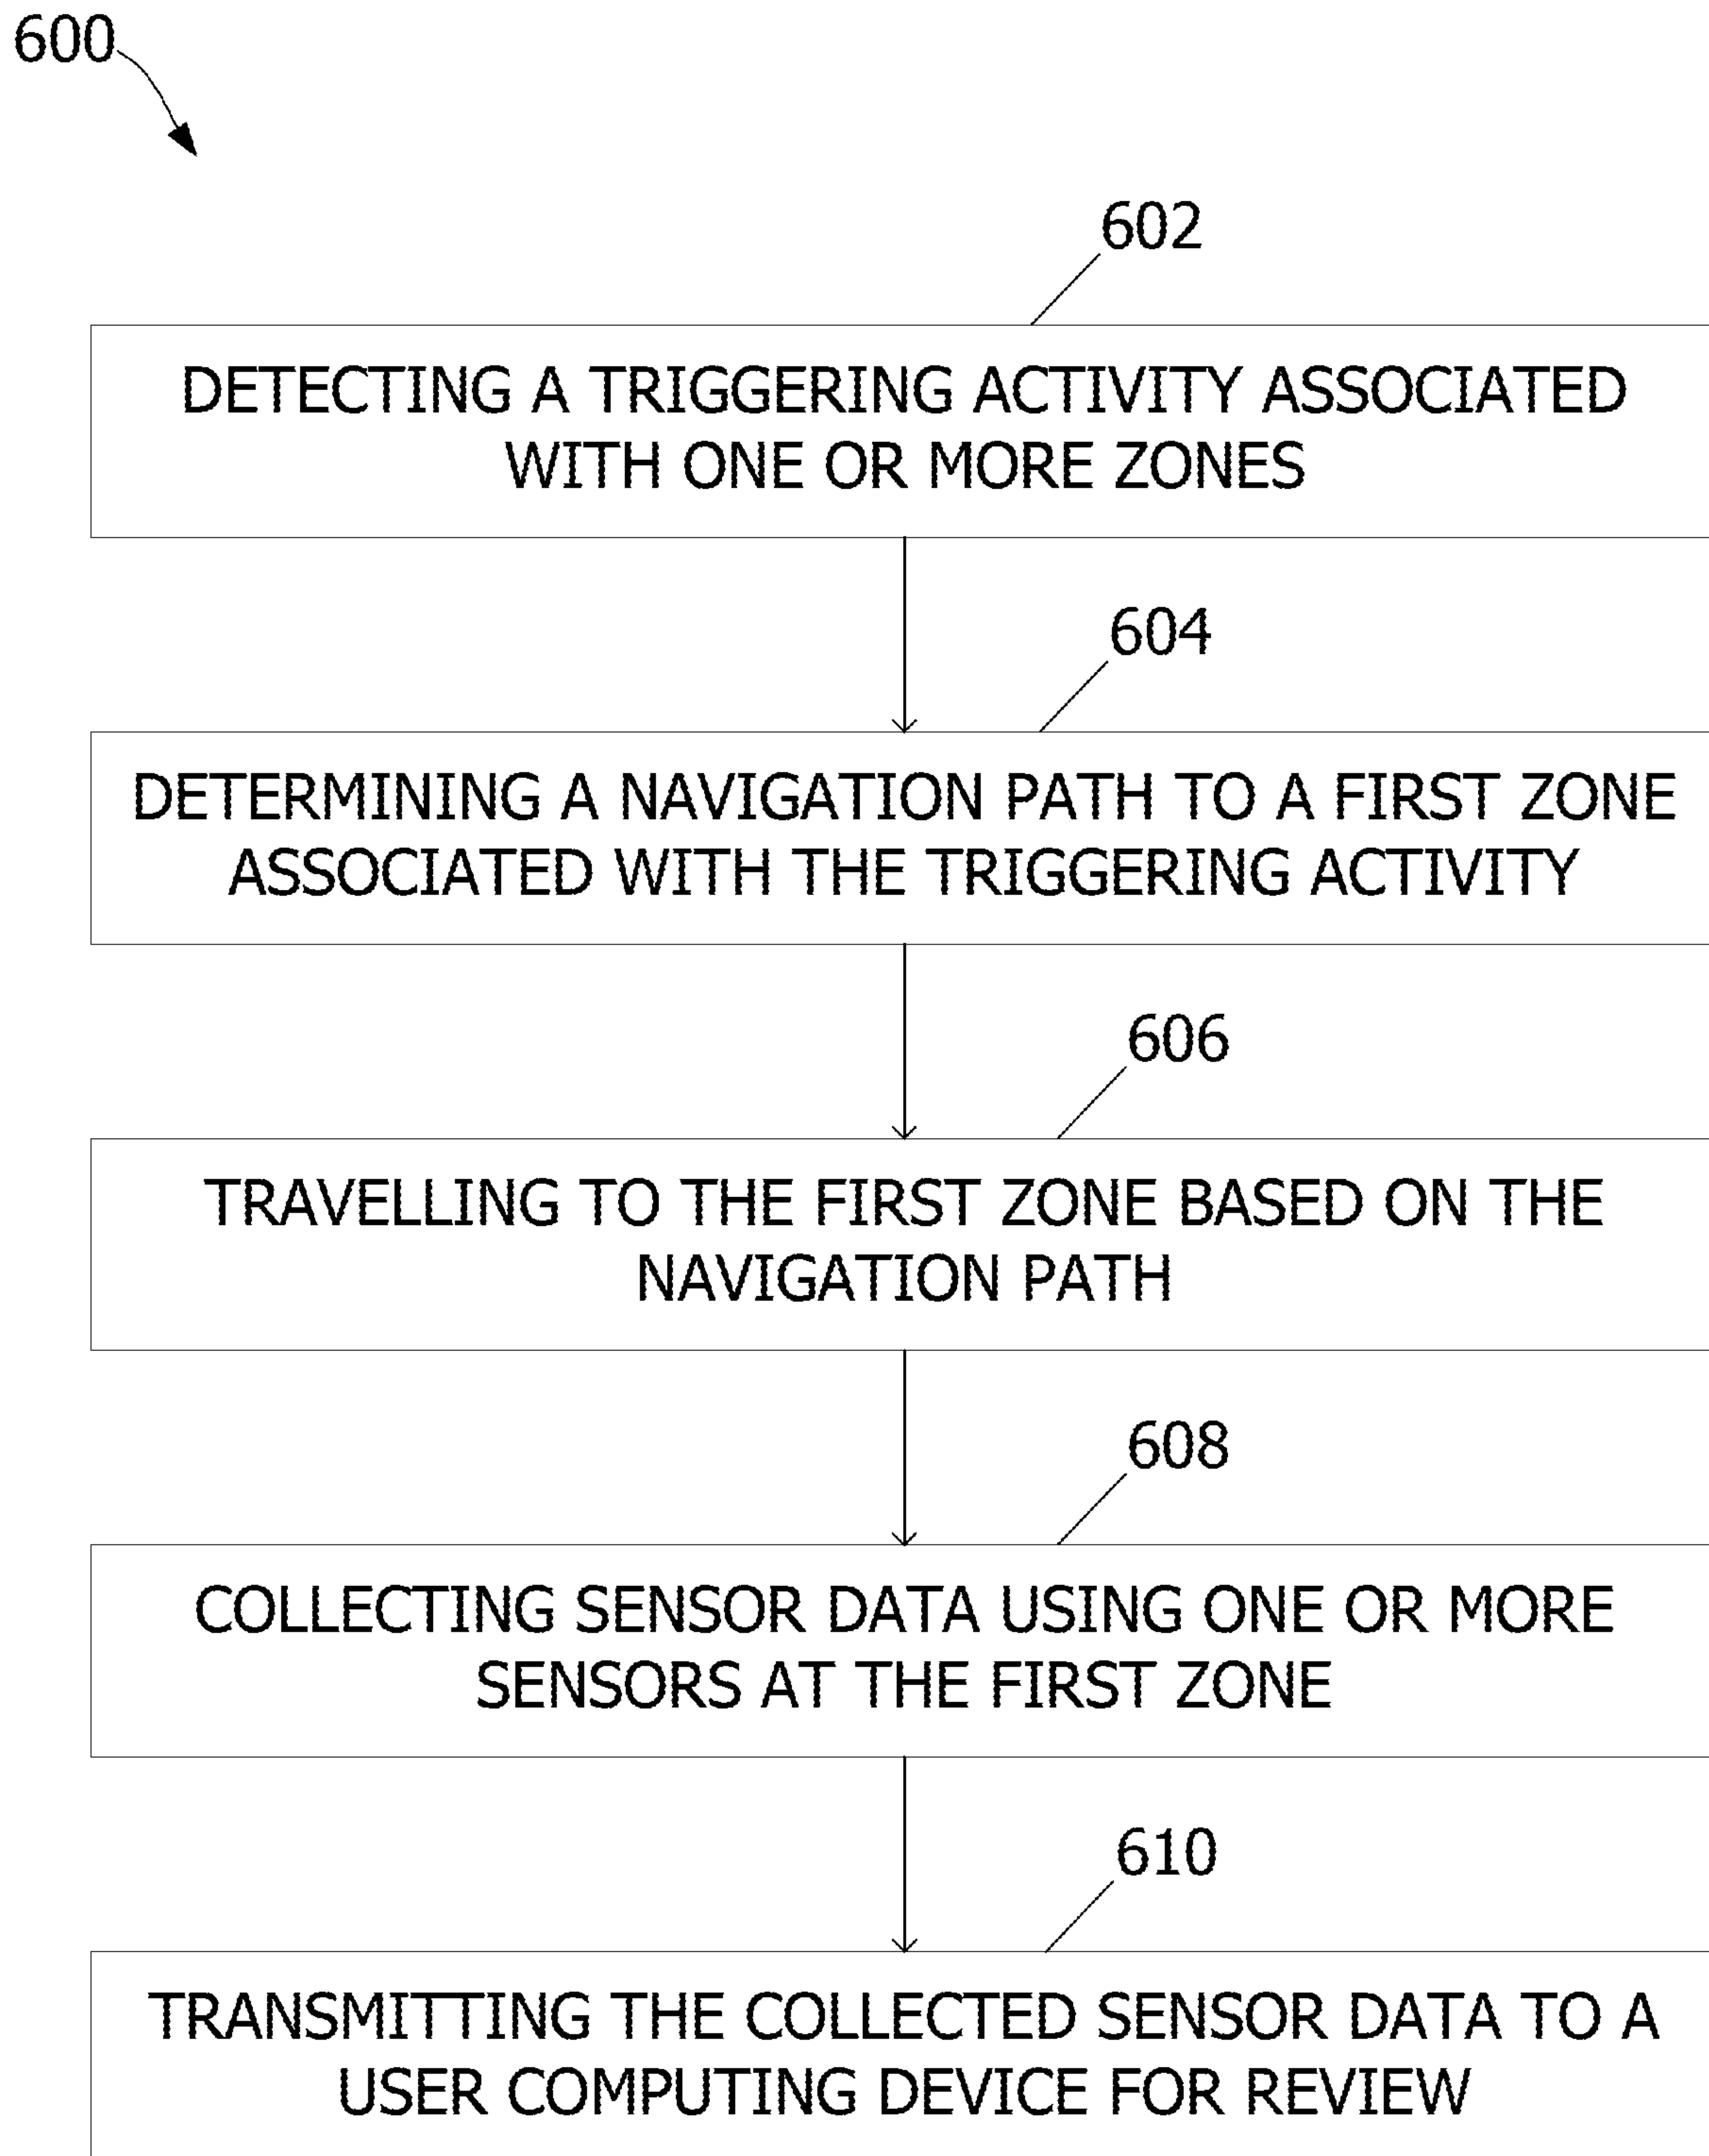 600
602
DETECTING A TRIGGERING ACTIVITY ASSOCIATED
WITH ONE OR MORE ZONES
604
DETERMINING A NAVIGATION PATH TO A FIRST ZONE
ASSOCIATED WITH THE TRIGGERING ACTIVITY
606
TRAVELLING TO THE FIRST ZONE BASED ON THE
NAVIGATION PATH
608
COLLECTING SENSOR DATA USING ONE OR MORE
SENSORS AT THE FIRST ZONE
610
TRANSMITTING THE COLLECTED SENSOR DATA TO A
USER COMPUTING DEVICE FOR REVIEW